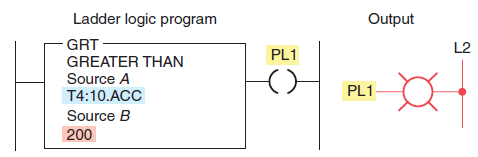 Ladder logic program
Output
GRT
GREATER THAN
Source A
T4:10.ACC
Source B
200
PL1
L2
PL1